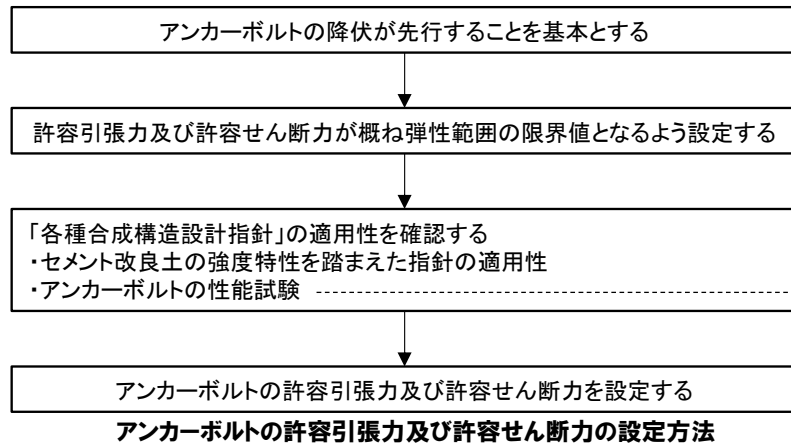 アンカーボルトの降伏が先行することを基本とする
許容引張力及び許容せん断力が概ね弾性範囲の限界値となるよう設定する
「各種合成構造設計指針」の適用性を確認する
・セメント改良土の強度特性を踏まえた指針の適用性
・アンカーボルトの性能試験
アンカーボルトの許容引張力及び許容せん断力を設定する
アンカーボルトの許容引張力及び許容せん断力の設定方法